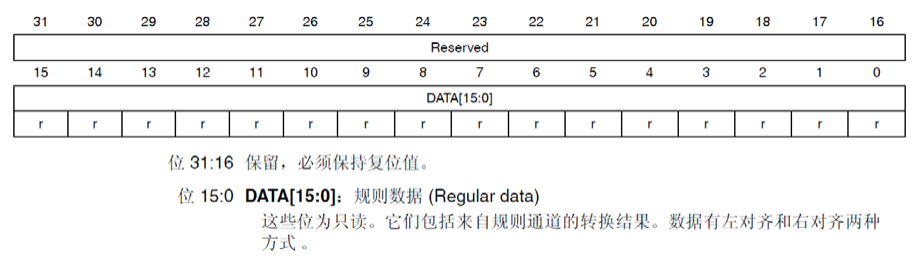 31 30 29 28 27 26 25 24 23 22 21 20 19 18 17 16
Reserved
15 14 13 12 11 10 9 8 7 6 5 4 3 2 1 0
DATA[15:0]
r r r r r r r r r r r r r r r r
位 31:16 保留，必须保持复位值。
位 15:0 DATA[15:0]：规则数据 (Regular data)
这些位为只读。它们包括来自规则通道的转换结果。数据有左对齐和右对齐两种
方式 。